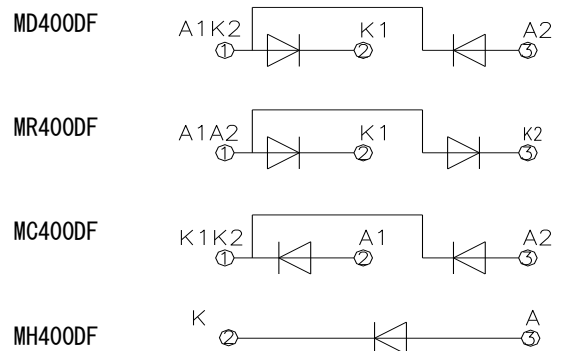 MD400DF A1K2 K1 A2
1 2 3
MR400DF A1A2 K1 K2
1 2 3
MC400DF K1K2 A1 A2
1 2 3
MH400DF K A
2 3